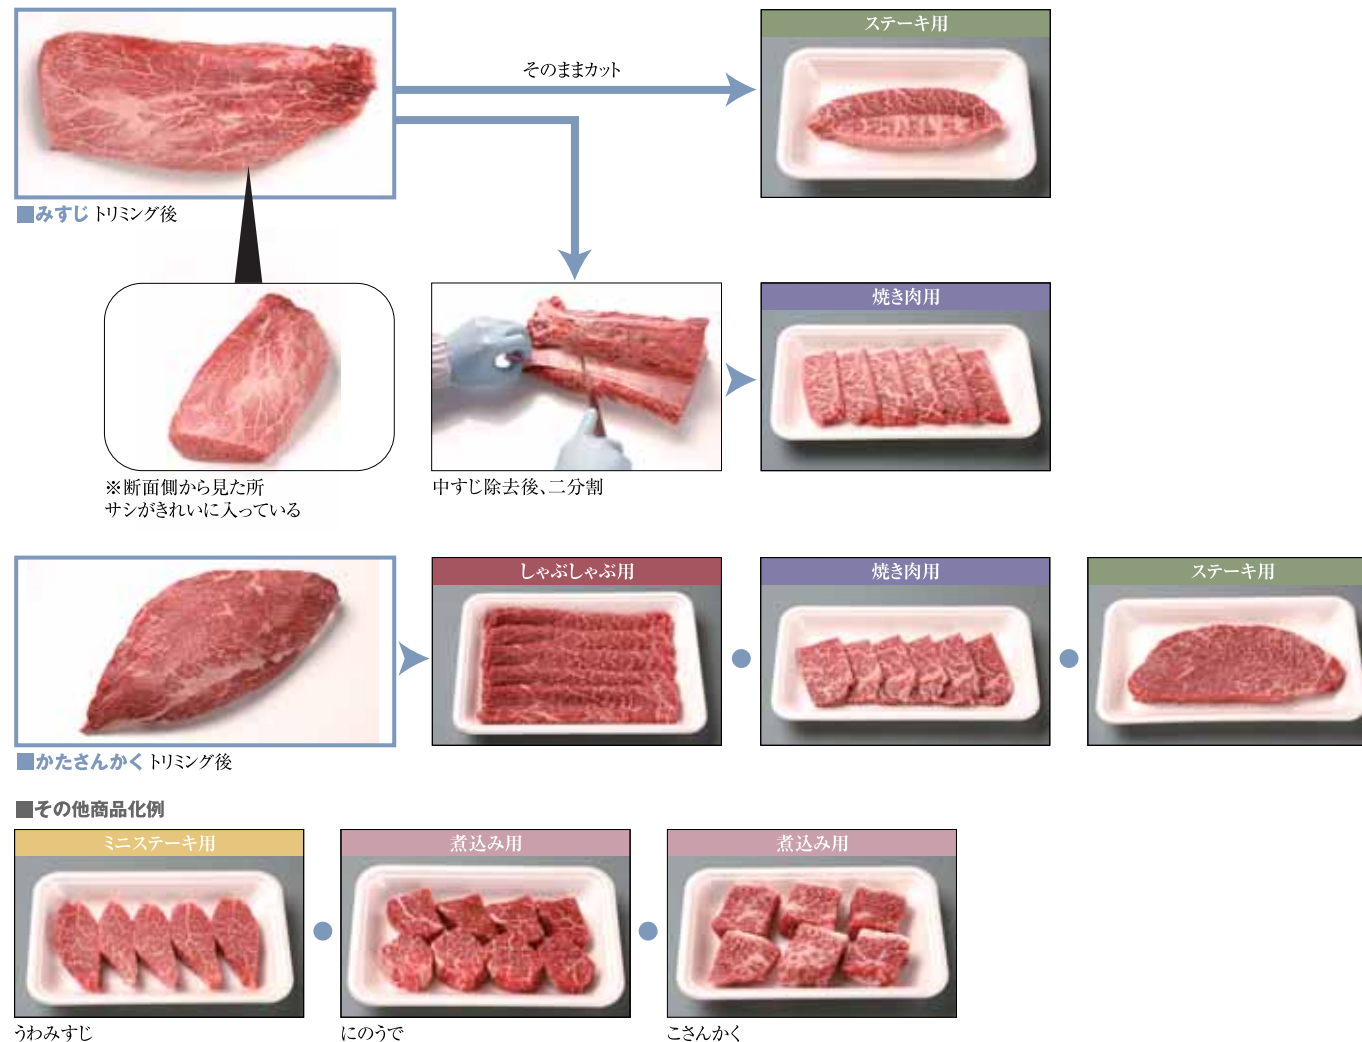 ステーキ用
そのままカット
■みすじ トリミング後
焼き肉用
※断面側から見た所
サシがきれいに入っている
中すじ除去後、二分割
しゃぶしゃぶ用
焼き肉用
ステーキ用
■かたさんかく トリミング後
■その他商品化例
ミニステーキ用
煮込み用
煮込み用
うわみすじ
にのうで
こさんかく